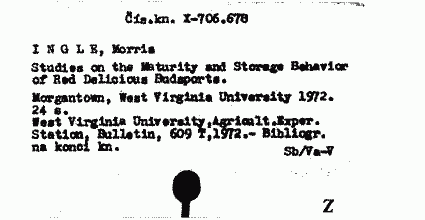 Čís.kn. X-706.678
I N G L E, Morris
Studies on the Maturity and Storage Behavior
of Red Delicious Budsports.
Morgantown, West Virginia University 1972.
24 s.
West Virginia University,Agricult.Exper.
Station, Bulletin, 609 T,1972.- Bibliogr.
na konci kn.
Sb/Va-V
Z